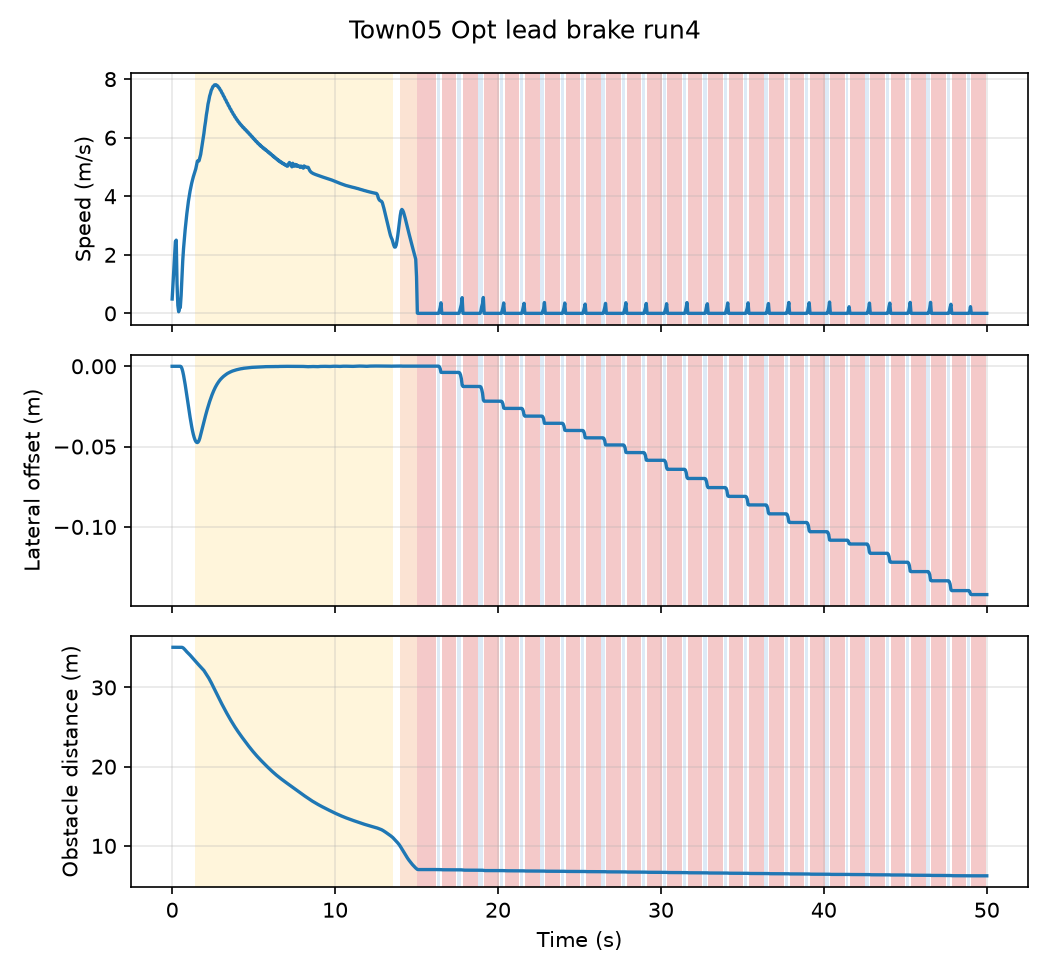 Town05 Opt lead brake run4
8
6
4
2
0
Speed (m/s)
0.00
−0.05
−0.10
Lateral offset (m)
30
20
10
Obstacle distance (m)
0 10 20 30 40 50
Time (s)